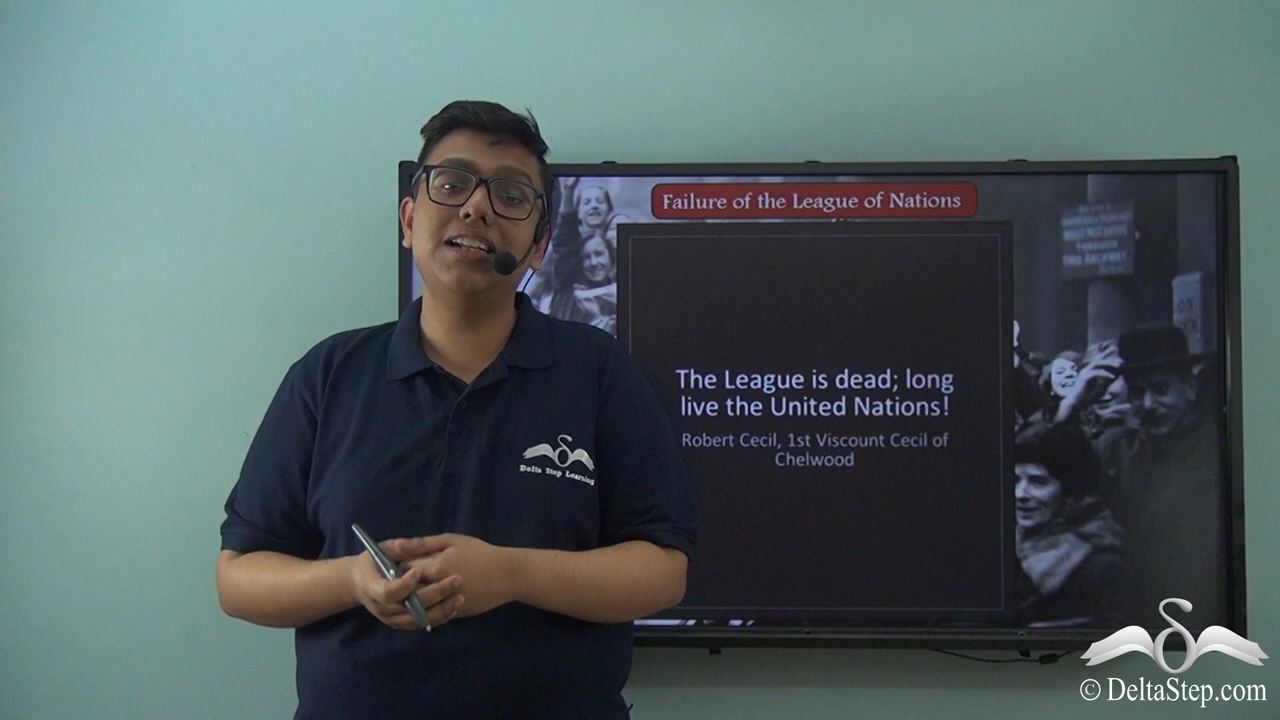 Failure of the League of Nations
The League is dead; long
live the United Nations!
Robert Cecil, 1st Viscount Cecil of
Chelwood
Delta Step Learning
© DeltaStep.com